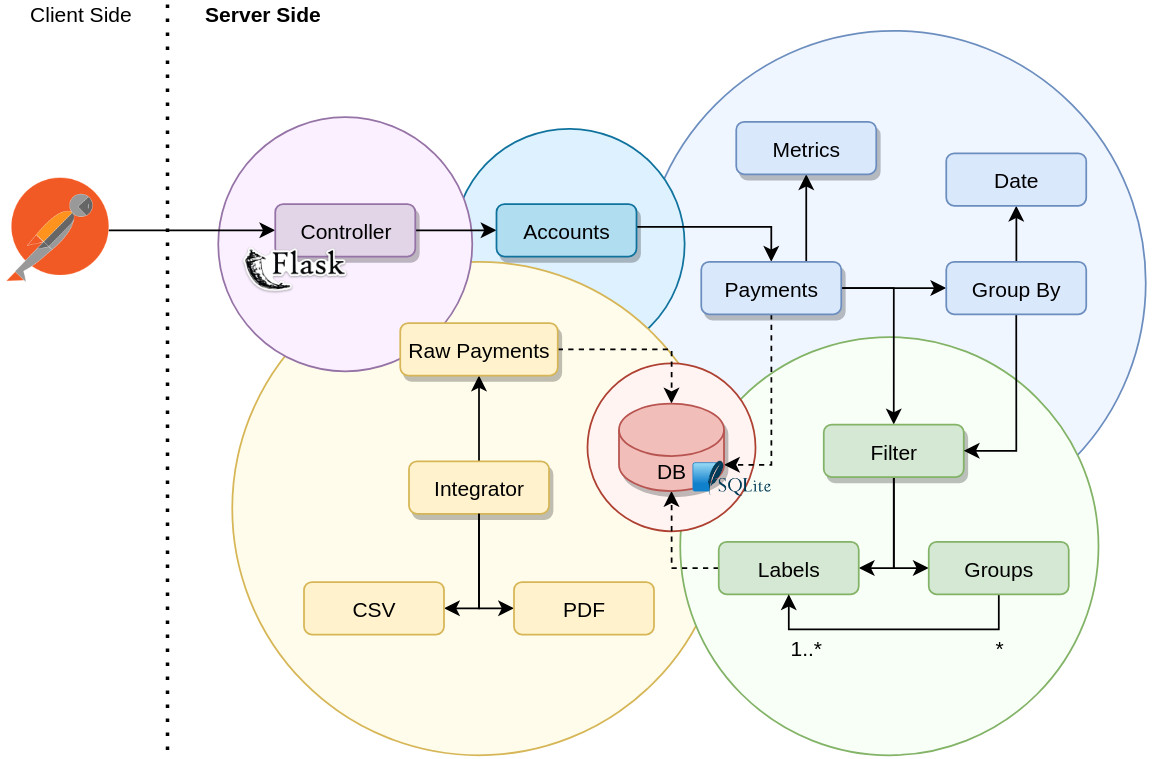 Client Side
Server Side
Metrics
Date
Controller
Accounts
Flask
Payments
Group By
Raw Payments
Filter
DB
SQLite
Integrator
Labels
Groups
CSV
PDF
1..*
*